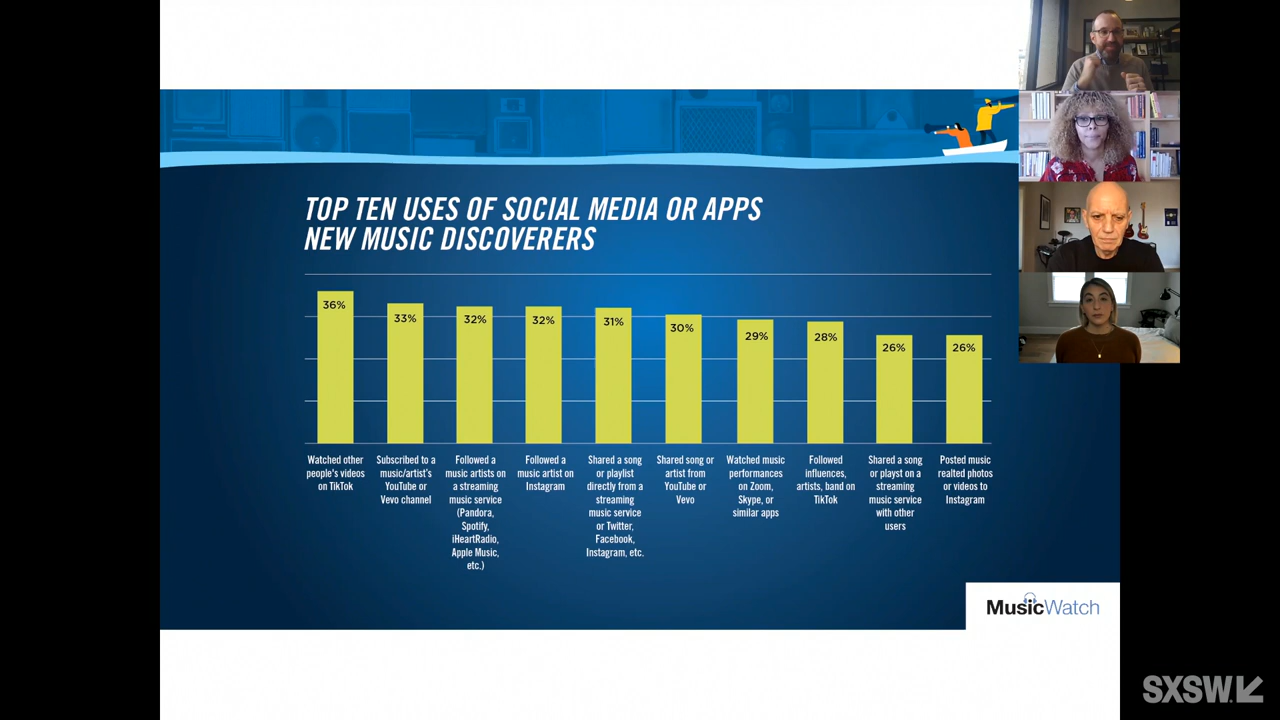 TOP TEN USES OF SOCIAL MEDIA OR APPS
NEW MUSIC DISCOVERERS
36%
33%
32%
32%
31%
30%
29%
28%
26%
26%
Watched other
people's videos
on TikTok
Subscribed to a
music/artist's
YouTube or
Vevo channel
Followed a
music artists on
a streaming
music service
(Pandora,
Spotify,
iHeartRadio,
Apple Music,
etc.)
Followed a
music artist on
Instagram
Shared a song
or playlist
directly from a
streaming
music service
or Twitter,
Facebook,
Instagram, etc.
Shared song or
artist from
YouTube or
Vevo
Watched music
performances
on Zoom,
Skype, or
similar apps
Followed
influences,
artists, band on
TikTok
Shared a song
or playst on a
streaming
music service
with other
users
Posted music
realted photos
or videos to
Instagram
MusicWatch
SXSW